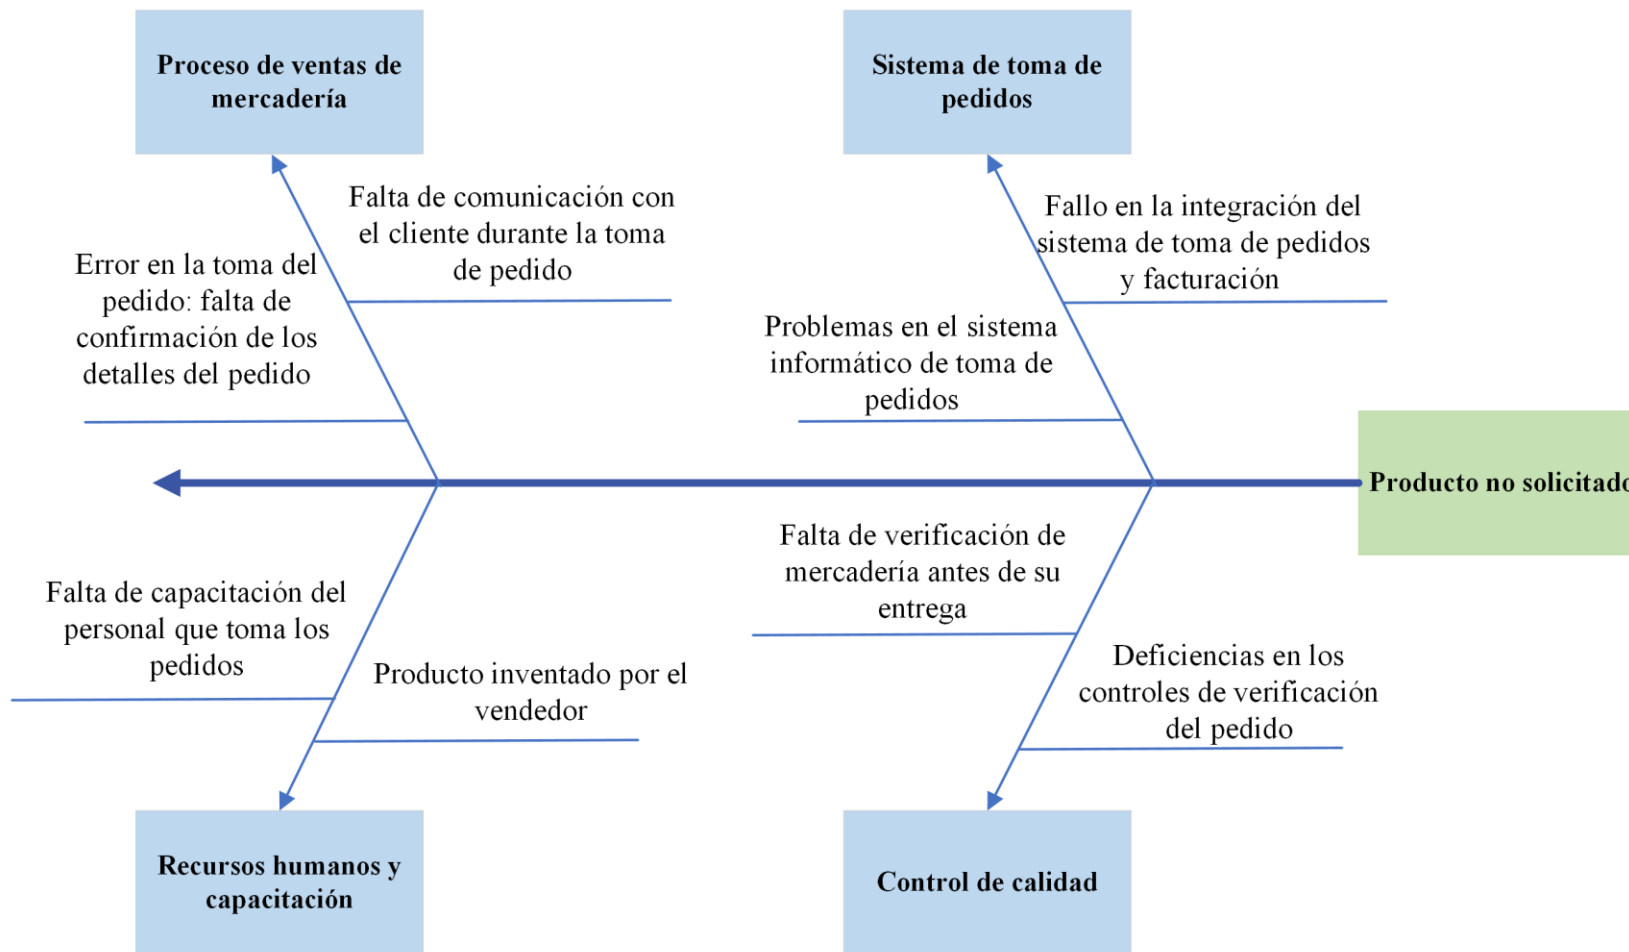 Proceso de ventas de
mercadería
Sistema de toma de
pedidos
Falta de comunicación con
el cliente durante la toma
de pedido
Error en la toma del
pedido: falta de
confirmación de los
detalles del pedido
Fallo en la integración del
sistema de toma de pedidos
y facturación
Problemas en el sistema
informático de toma de
pedidos
Producto no solicitado
Falta de capacitación del
personal que toma los
pedidos
Producto inventado por el
vendedor
Falta de verificación de
mercadería antes de su
entrega
Deficiencias en los
controles de verificación
del pedido
Recursos humanos y
capacitación
Control de calidad